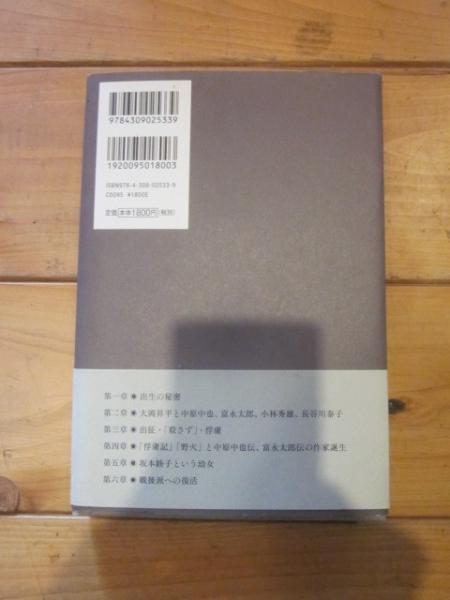 9784309025339
1920095018003
ISBN978-4-309-02533-9
C0095 ¥1800E
定価 本体1800円(税別)
第一章●出生の秘密
第二章●大岡昇平と中原中也、富永太郎、小林秀雄、長谷川泰子
第三章●出征・「殺さず」・俘虜
第四章●「俘虜記」「野火」と中原中也伝、富永太郎伝の作家誕生
第五章●坂本睦子という幼女
第六章●戦後派への復活